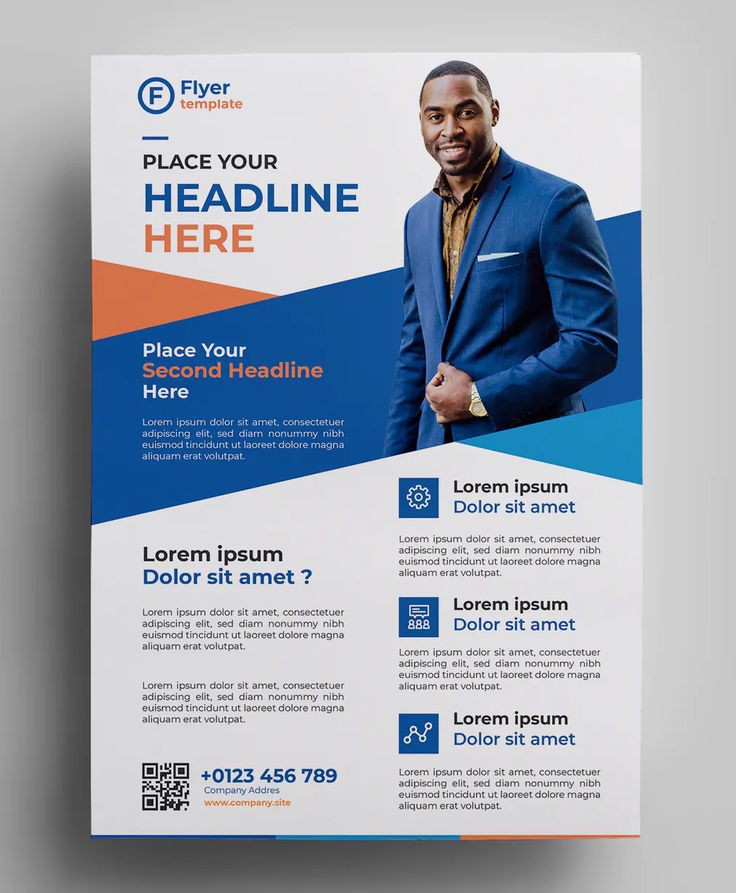 F
Flyer
template
PLACE YOUR
HEADLINE
HERE
Place Your
Second Headline
Here
Lorem ipsum dolor sit amet, consectetuer
adipiscing elit, sed diam nonummy nibh
euismod tincidunt ut laoreet dolore magna
aliquam erat volutpat.
Lorem ipsum
Dolor sit amet ?
Lorem ipsum dolor sit amet, consectetuer
adipiscing elit, sed diam nonummy nibh
euismod tincidunt ut laoreet dolore magna
aliquam erat volutpat.
Lorem ipsum dolor sit amet, consectetuer
adipiscing elit, sed diam nonummy nibh
euismod tincidunt ut laoreet dolore magna
aliquam erat volutpat.
+0123 456 789
Company Addres
www.company.site
Lorem ipsum
Dolor sit amet
Lorem ipsum dolor sit amet, consectetuer
adipiscing elit, sed diam nonummy nibh
euismod tincidunt ut laoreet dolore magna
aliquam erat volutpat.
Lorem ipsum
Dolor sit amet
Lorem ipsum dolor sit amet, consectetuer
adipiscing elit, sed diam nonummy nibh
euismod tincidunt ut laoreet dolore magna
aliquam erat volutpat.
Lorem ipsum
Dolor sit amet
Lorem ipsum dolor sit amet, consectetuer
adipiscing elit, sed diam nonummy nibh
euismod tincidunt ut laoreet dolore magna
aliquam erat volutpat.